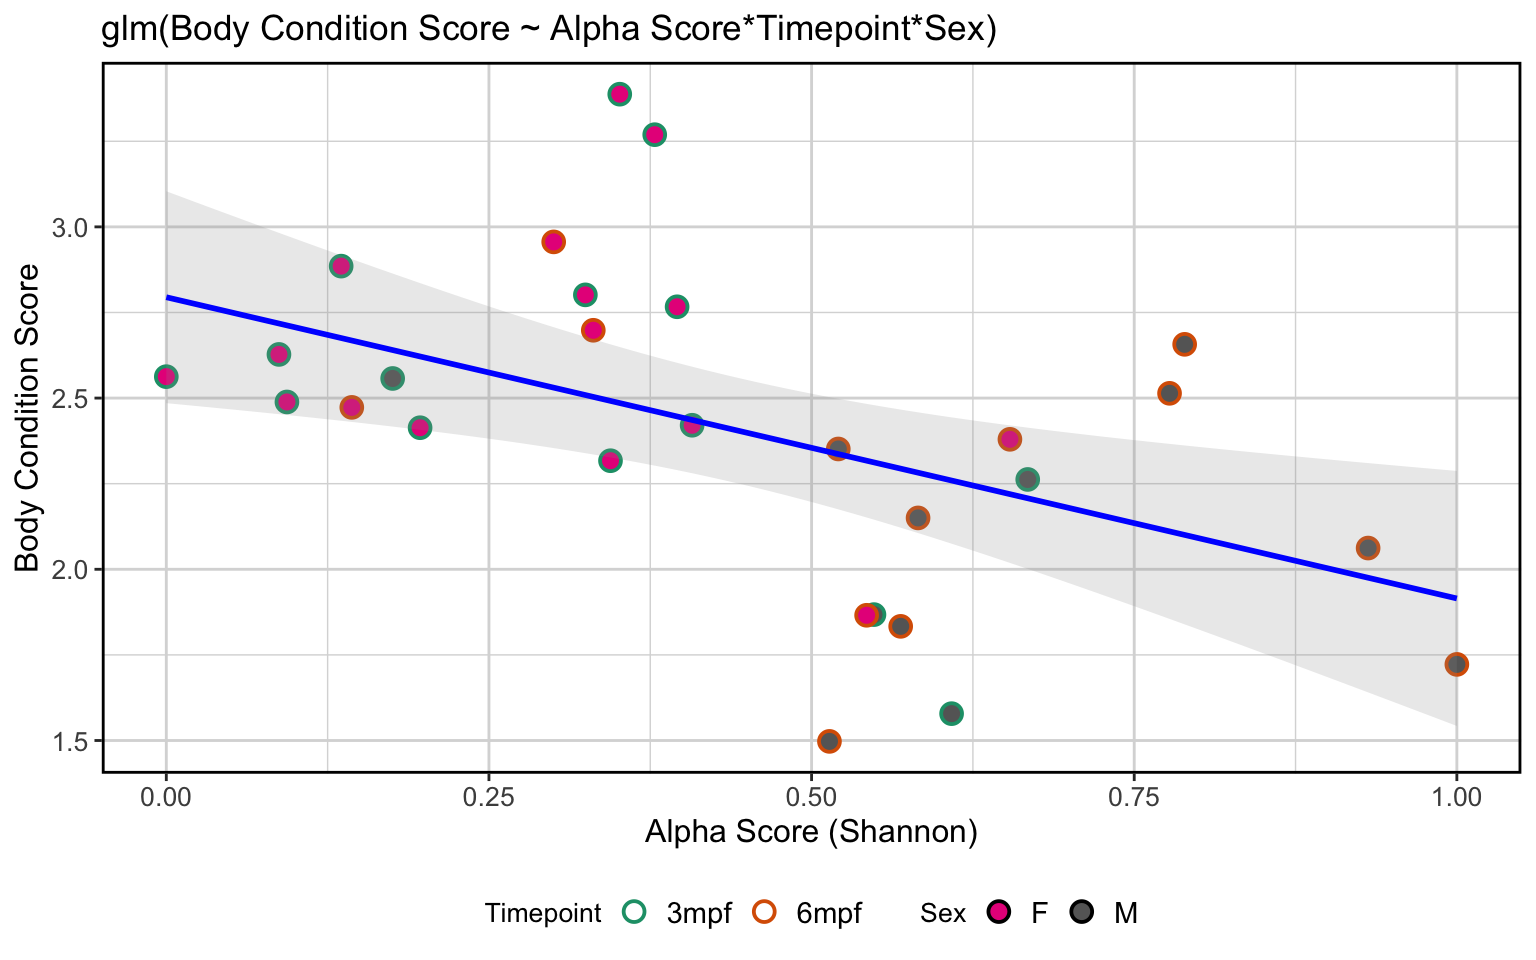 glm(Body Condition Score ~ Alpha Score*Timepoint*Sex)
Body Condition Score
3.0
2.5
2.0
1.5
0.00 0.25 0.50 0.75 1.00
Alpha Score (Shannon)
Timepoint 3mpf 6mpf Sex F M